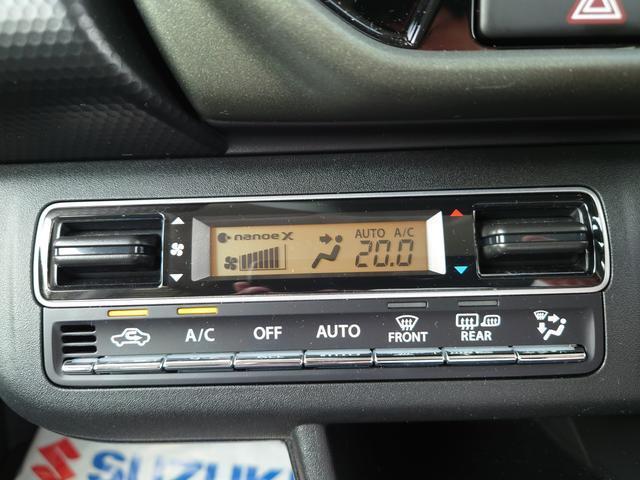 nanoe X
AUTO A/C
20.0
A/C OFF AUTO FRONT REAR
SUZUKI